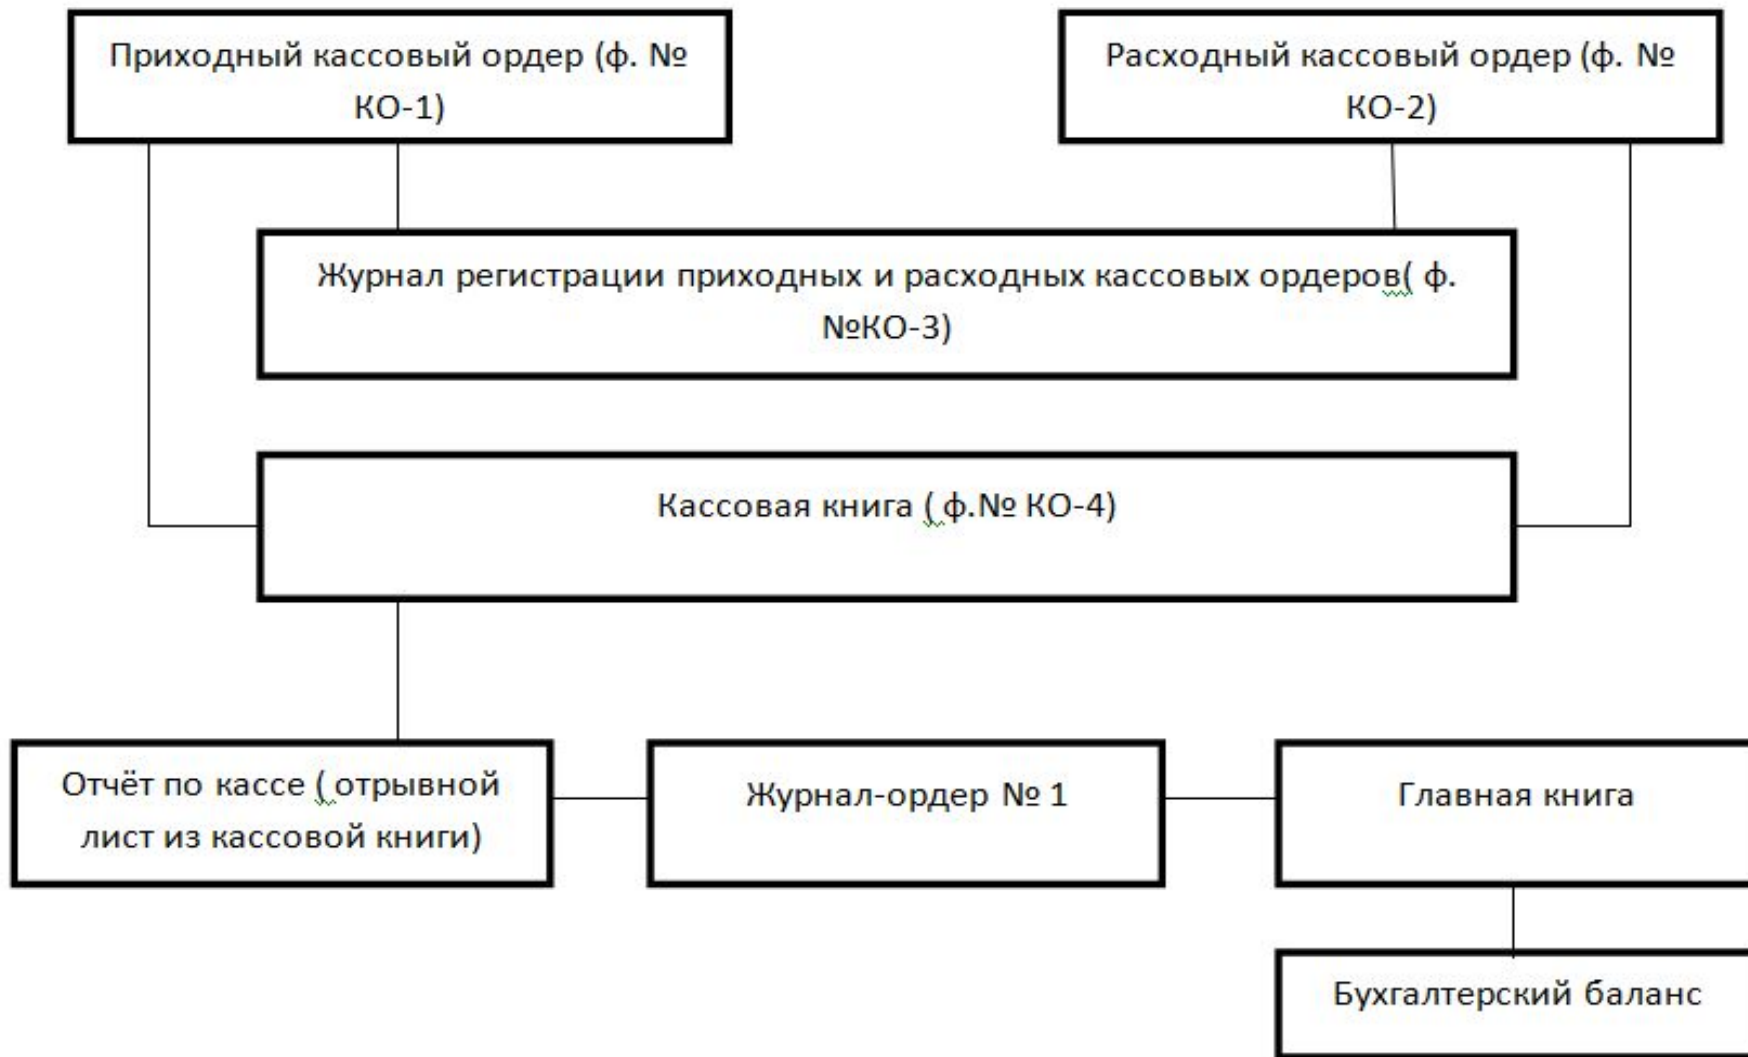 Приходный кассовый ордер (ф. №
КО-1)
Расходный кассовый ордер (ф. №
КО-2)
Журнал регистрации приходных и расходных кассовых ордеров( ф.
№КО-3)
Кассовая книга ( ф.№ КО-4)
Отчёт по кассе ( отрывной
лист из кассовой книги)
Журнал-ордер № 1
Главная книга
Бухгалтерский баланс